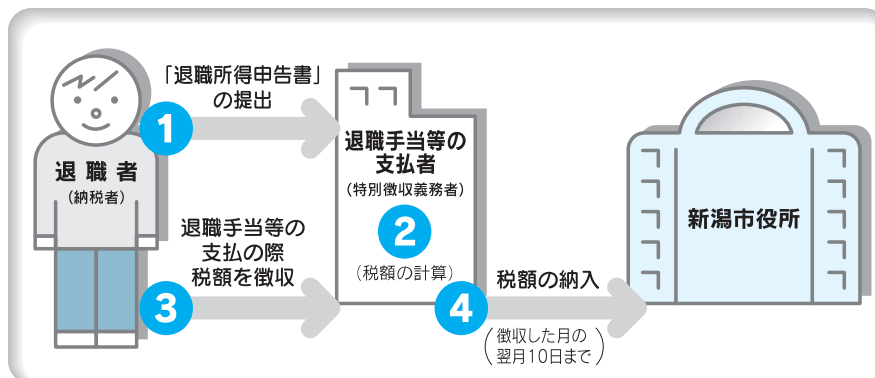 「退職所得申告書」
の提出
1
退職者
(納税者)
退職手当等の
支払者
(特別徴収義務者)
2
(税額の計算)
退職手当等の
支払の際
税額を徴収
3
4
税額の納入
(徴収した月の
翌月10日まで)
新潟市役所